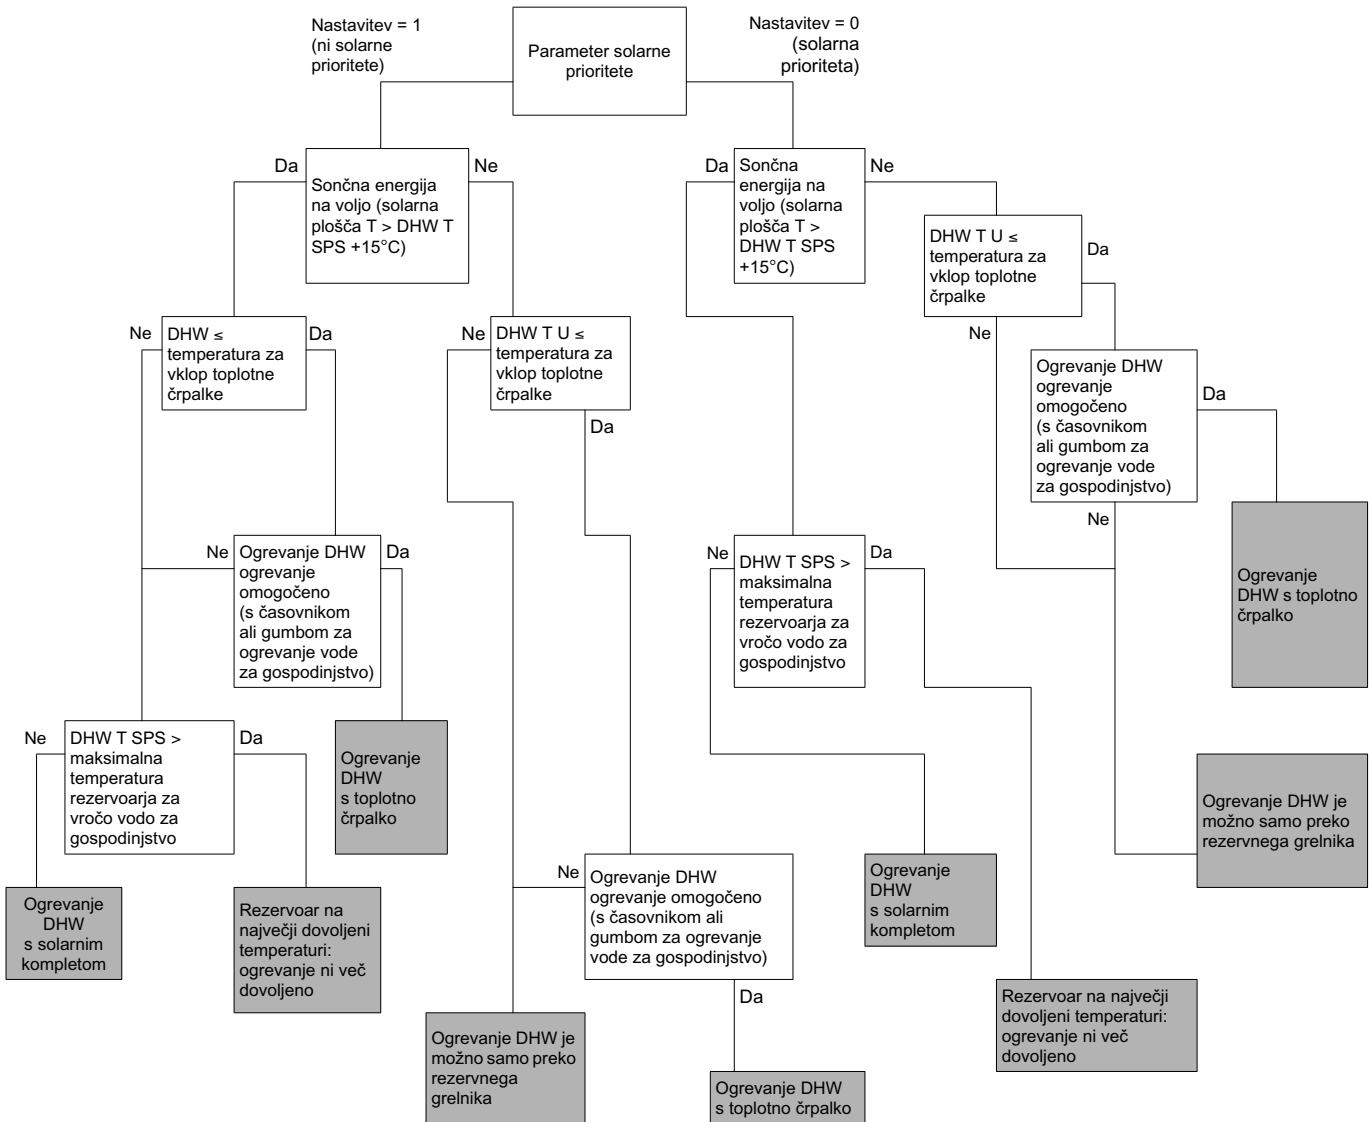 Nastavitev = 1
(ni solarne
prioritete)
Parameter solarne
prioritete
Nastavitev = 0
(solarna
prioriteta)
Da
Sončna energija
na voljo (solarna
plošča T > DHW T
SPS +15°C)
Ne
Da
Sončna
energija na
voljo (solarna
plošča T >
DHW T SPS
+15°C)
Ne
DHW T U ≤
temperatura za
vklop toplotne
črpalke
Da
Ne
Ne
DHW ≤
temperatura za
vklop toplotne
črpalke
Da
Ne
DHW T U ≤
temperatura za
vklop toplotne
črpalke
Da
Ogrevanje DHW
ogrevanje
omogočeno
(s časovnikom
ali gumbom za
ogrevanje vode
za gospodinjstvo)
Da
Ne
Ne
Ogrevanje DHW
ogrevanje
omogočeno
(s časovnikom
ali gumbom za
ogrevanje vode
za gospodinjstvo)
Da
Ne
DHW T SPS >
maksimalna
temperatura
rezervoarja za
vročo vodo za
gospodinjstvo
Da
Ogrevanje
DHW s toplotno
črpalko
Ne
DHW T SPS >
maksimalna
temperatura
rezervoarja za
vročo vodo za
gospodinjstvo
Da
Ogrevanje
DHW
s toplotno
črpalko
Ogrevanje DHW je
možno samo preko
rezervnega grelnika
Ogrevanje
DHW
s solarnim
kompletom
Rezervoar na
največji dovoljeni
temperaturi:
ogrevanje ni več
dovoljeno
Ne
Ogrevanje DHW
ogrevanje omogočeno
(s časovnikom ali
gumbom za ogrevanje
vode za gospodinjstvo)
Da
Ogrevanje
DHW
s solarnim
kompletom
Rezervoar na največji
dovoljeni temperaturi:
ogrevanje ni več
dovoljeno
Ogrevanje DHW je
možno samo preko
rezervnega
grelnika
Ogrevanje DHW
s toplotno črpalko